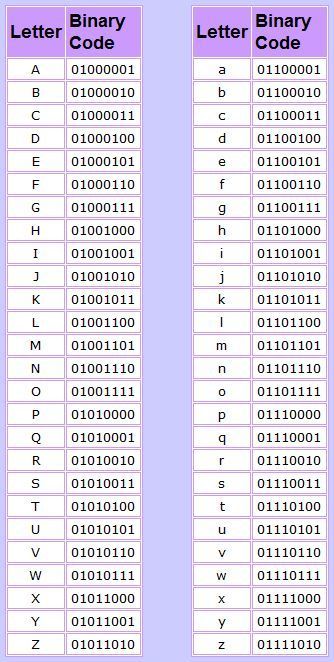 Letter Binary Code Letter Binary Code
A 01000001 a 01100001
B 01000010 b 01100010
C 01000011 c 01100011
D 01000100 d 01100100
E 01000101 e 01100101
F 01000110 f 01100110
G 01000111 g 01100111
H 01001000 h 01101000
I 01001001 i 01101001
J 01001010 j 01101010
K 01001011 k 01101011
L 01001100 l 01101100
M 01001101 m 01101101
N 01001110 n 01101110
O 01001111 o 01101111
P 01010000 p 01110000
Q 01010001 q 01110001
R 01010010 r 01110010
S 01010011 s 01110011
T 01010100 t 01110100
U 01010101 u 01110101
V 01010110 v 01110110
W 01010111 w 01110111
X 01011000 x 01111000
Y 01011001 y 01111001
Z 01011010 z 01111010